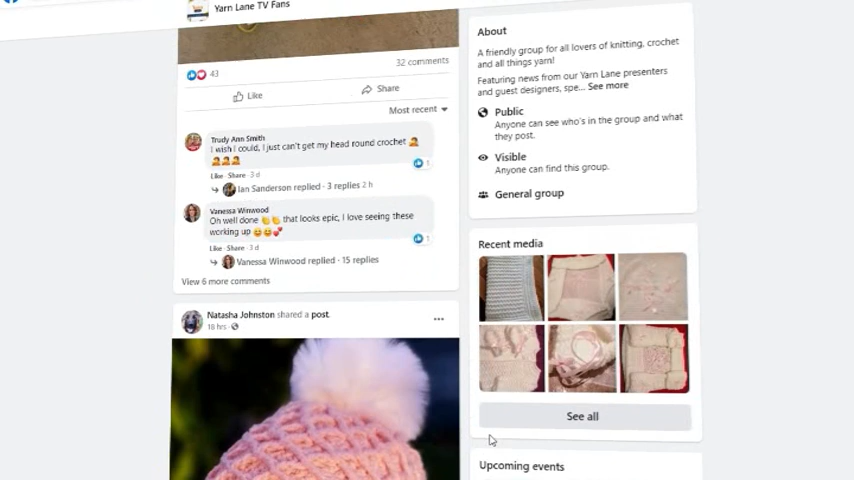 Yarn Lane TV Fans
43
32 comments
Like
Share
Most recent
Trudy Ann Smith
I wish I could, I just can't get my head round crochet 🤦
🤦🤦🤦
1
Like · Share · 3 d
Ian Sanderson replied · 3 replies 2 h
Vanessa Winwood
Oh well done 👏👏 that looks epic, I love seeing these
working up 😊😊💕
1
Like · Share · 3 d
Vanessa Winwood replied · 15 replies
View 6 more comments
Natasha Johnston shared a post.
18 hrs ·
About
A friendly group for all lovers of knitting, crochet
and all things yarn!
Featuring news from our Yarn Lane presenters
and guest designers, spe... See more
Public
Anyone can see who's in the group and what
they post.
Visible
Anyone can find this group.
General group
Recent media
See all
Upcoming events